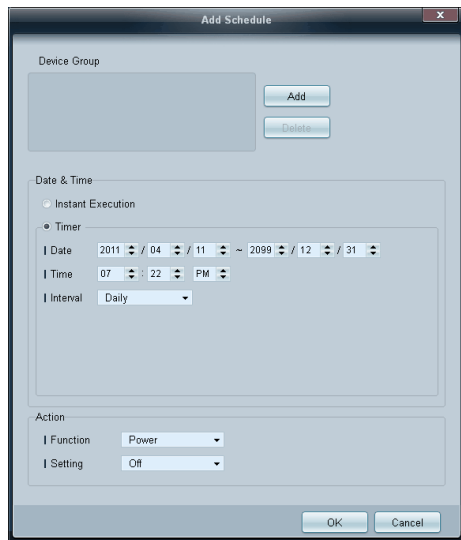 Add Schedule
x
Device Group
Add
Delete
Date & Time
Instant Execution
Timer
Date 2011 / 04 / 11 ~ 2099 / 12 / 31
Time 07 : 22 PM
Interval Daily
Action
Function Power
Setting Off
OK Cancel